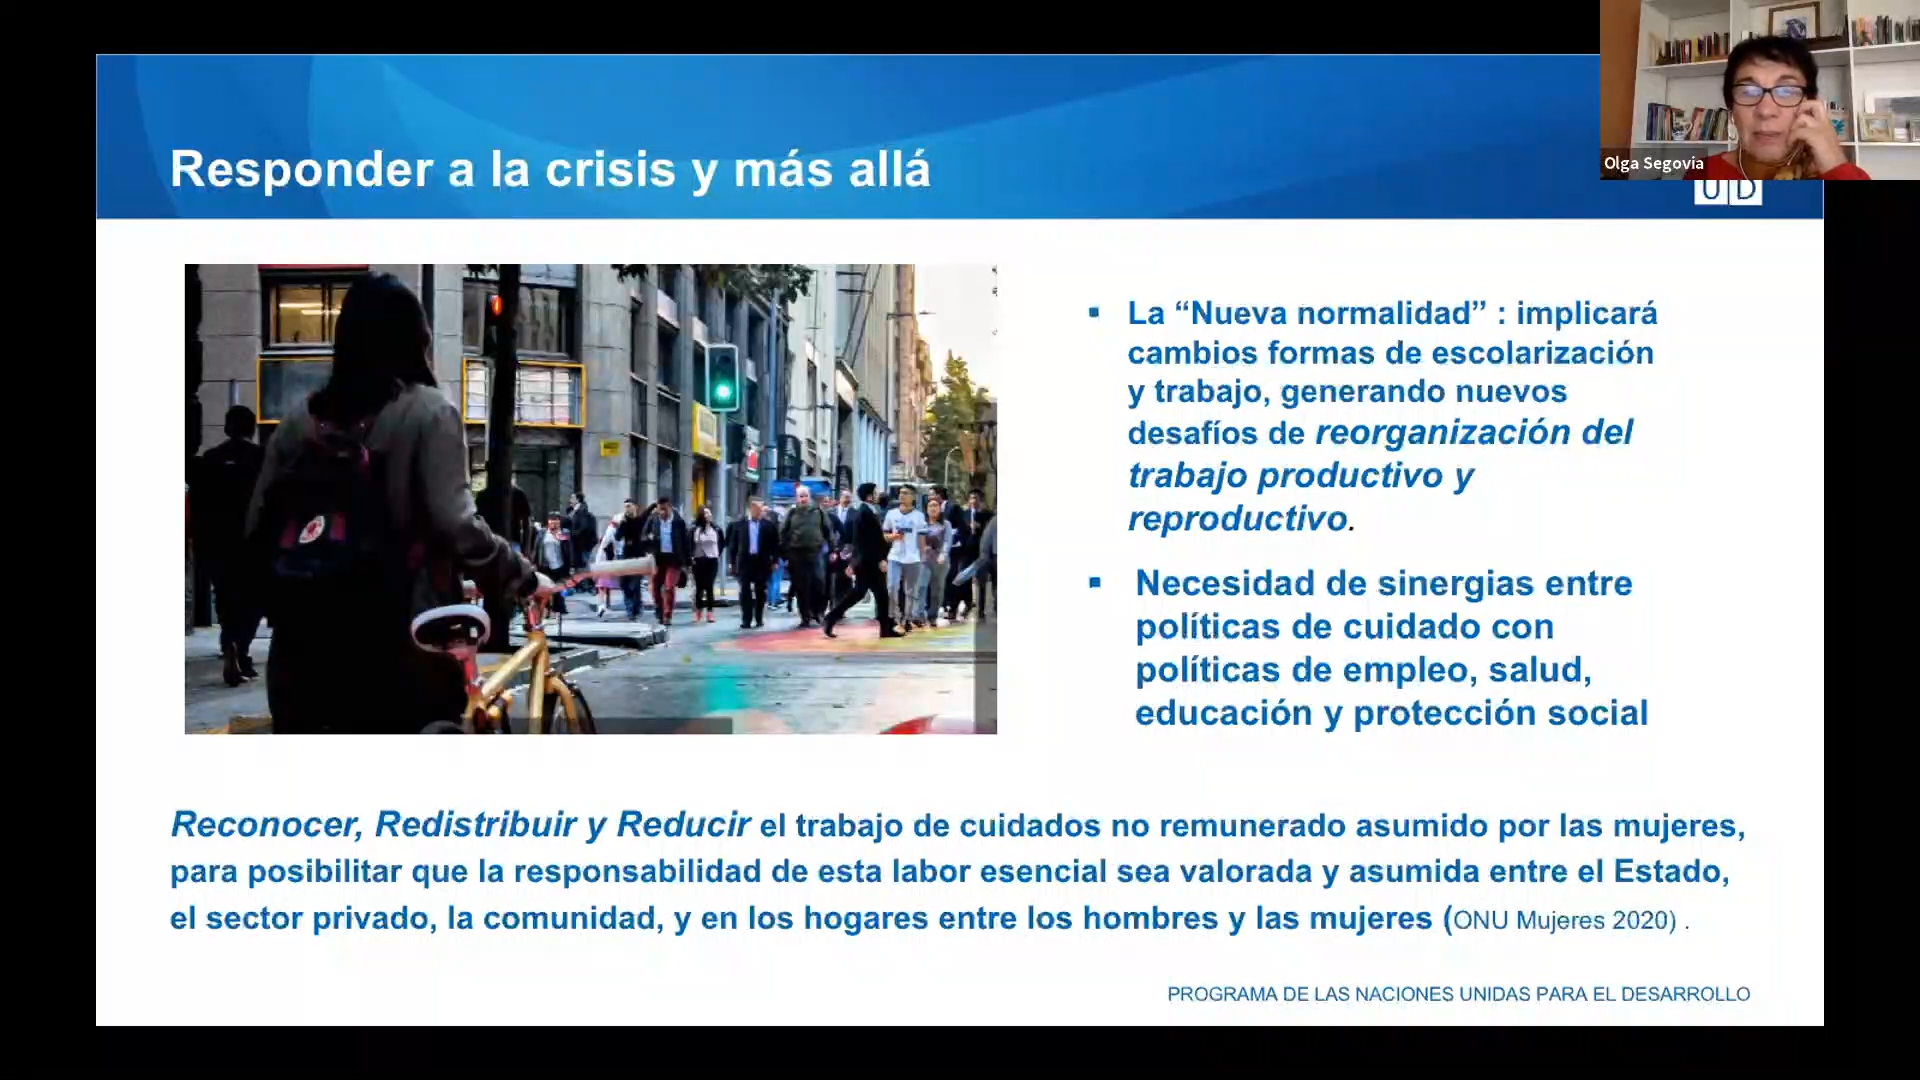 Olga Segovia
Responder a la crisis y más allá
U D
▪ La “Nueva normalidad” : implicará
cambios formas de escolarización
y trabajo, generando nuevos
desafíos de reorganización del
trabajo productivo y
reproductivo.
▪ Necesidad de sinergias entre
políticas de cuidado con
políticas de empleo, salud,
educación y protección social
Reconocer, Redistribuir y Reducir el trabajo de cuidados no remunerado asumido por las mujeres,
para posibilitar que la responsabilidad de esta labor esencial sea valorada y asumida entre el Estado,
el sector privado, la comunidad, y en los hogares entre los hombres y las mujeres (ONU Mujeres 2020) .
PROGRAMA DE LAS NACIONES UNIDAS PARA EL DESARROLLO